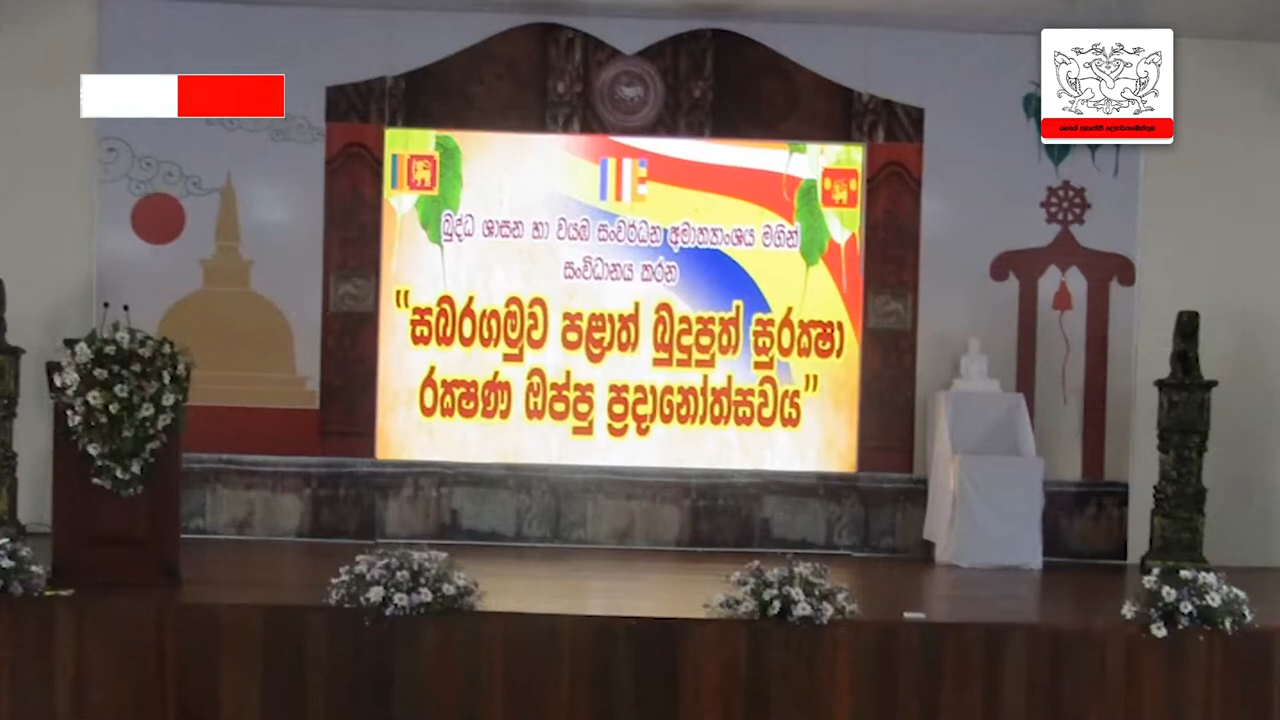 බුද්ධ ශාසන හා වයඹ සංවර්ධන අමාත්‍යාංශය මගින්
සංවිධානය කරන
“සබරගමුව පළාත් බුදුපුත් සුරක්‍ෂා
රක්‍ෂණ ඔප්පු ප්‍රදානෝත්සවය”